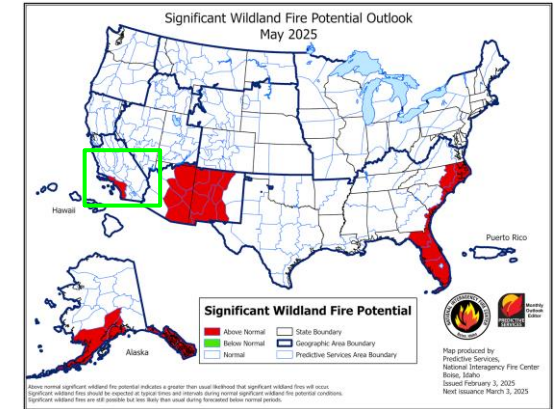 Significant Wildland Fire Potential Outlook
May 2025
Hawaii
Puerto Rico
Alaska
Significant Wildland Fire Potential
Above Normal
Below Normal
Normal
State Boundary
Geographic Area Boundary
Predictive Services Area Boundary
PREDICTIVE
SERVICES
Monthly
Outlook
Editor
Map produced by
Predictive Services,
National Interagency Fire Center
Boise, Idaho
Issued February 3, 2025
Next issuance March 3, 2025
Above normal significant wildland fire potential indicates a greater than usual likelihood that significant wildland fires will occur.
Significant wildland fires should be expected at typical times and intervals during normal significant wildland fire potential conditions.
Significant wildland fires are still possible but less likely than usual during forecasted below normal periods.